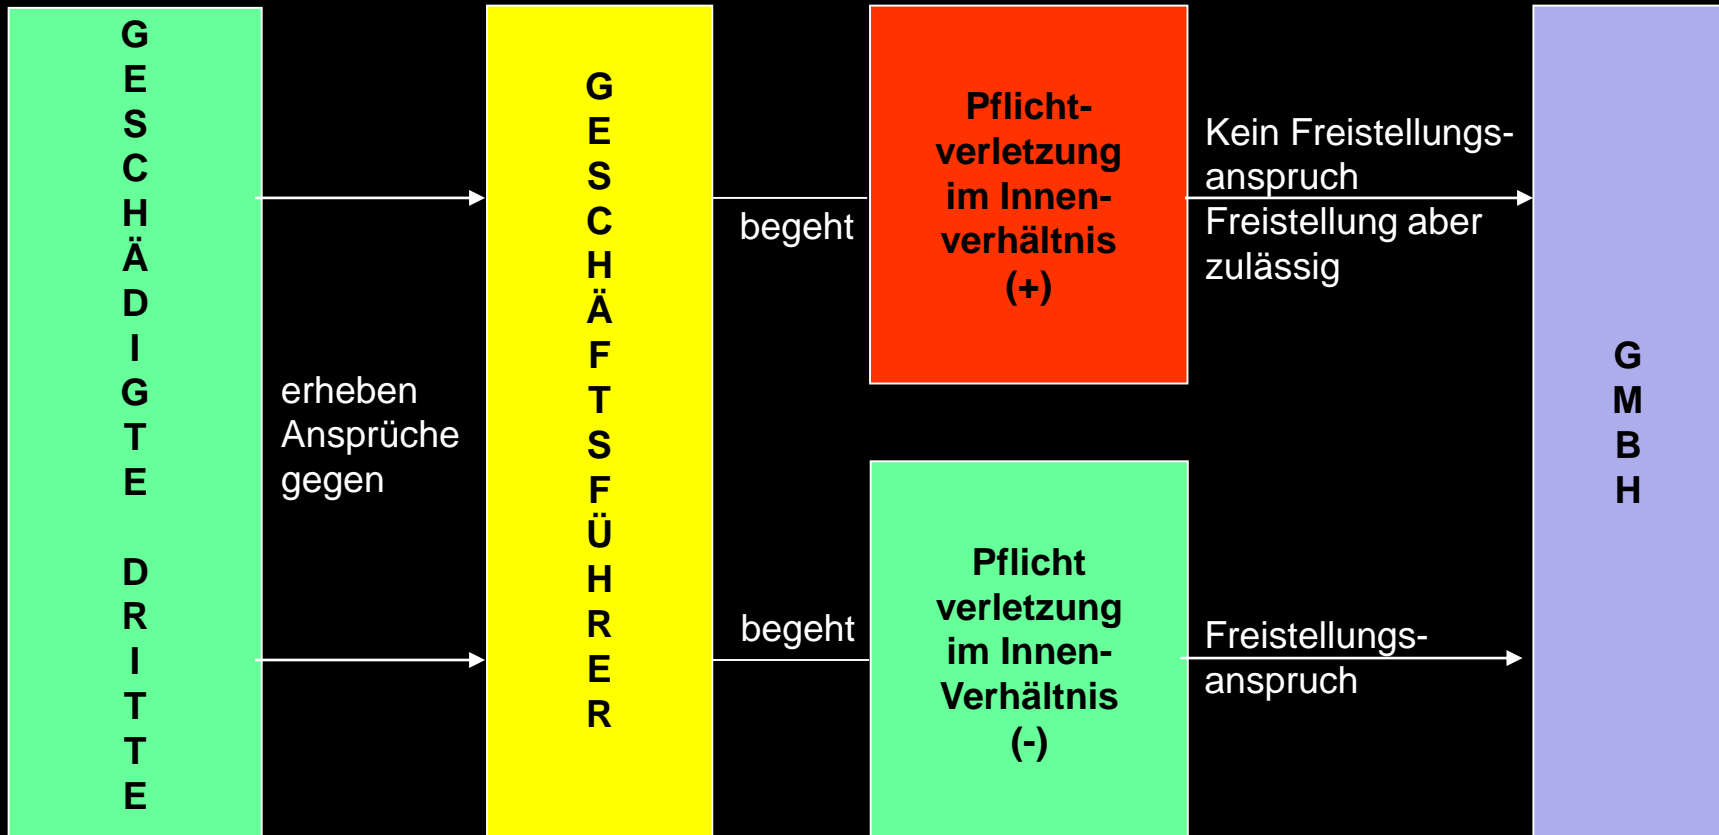 GESCHÄDIGTE DRITTE
erheben
Ansprüche
gegen
GESCHÄFTSFÜHRER
begeht
Pflicht-
verletzung
im Innen-
verhältnis
(+)
Kein Freistellungs-
anspruch
Freistellung aber
zulässig
begeht
Pflicht
verletzung
im Innen-
Verhältnis
(-)
Freistellungs-
anspruch
GMBH